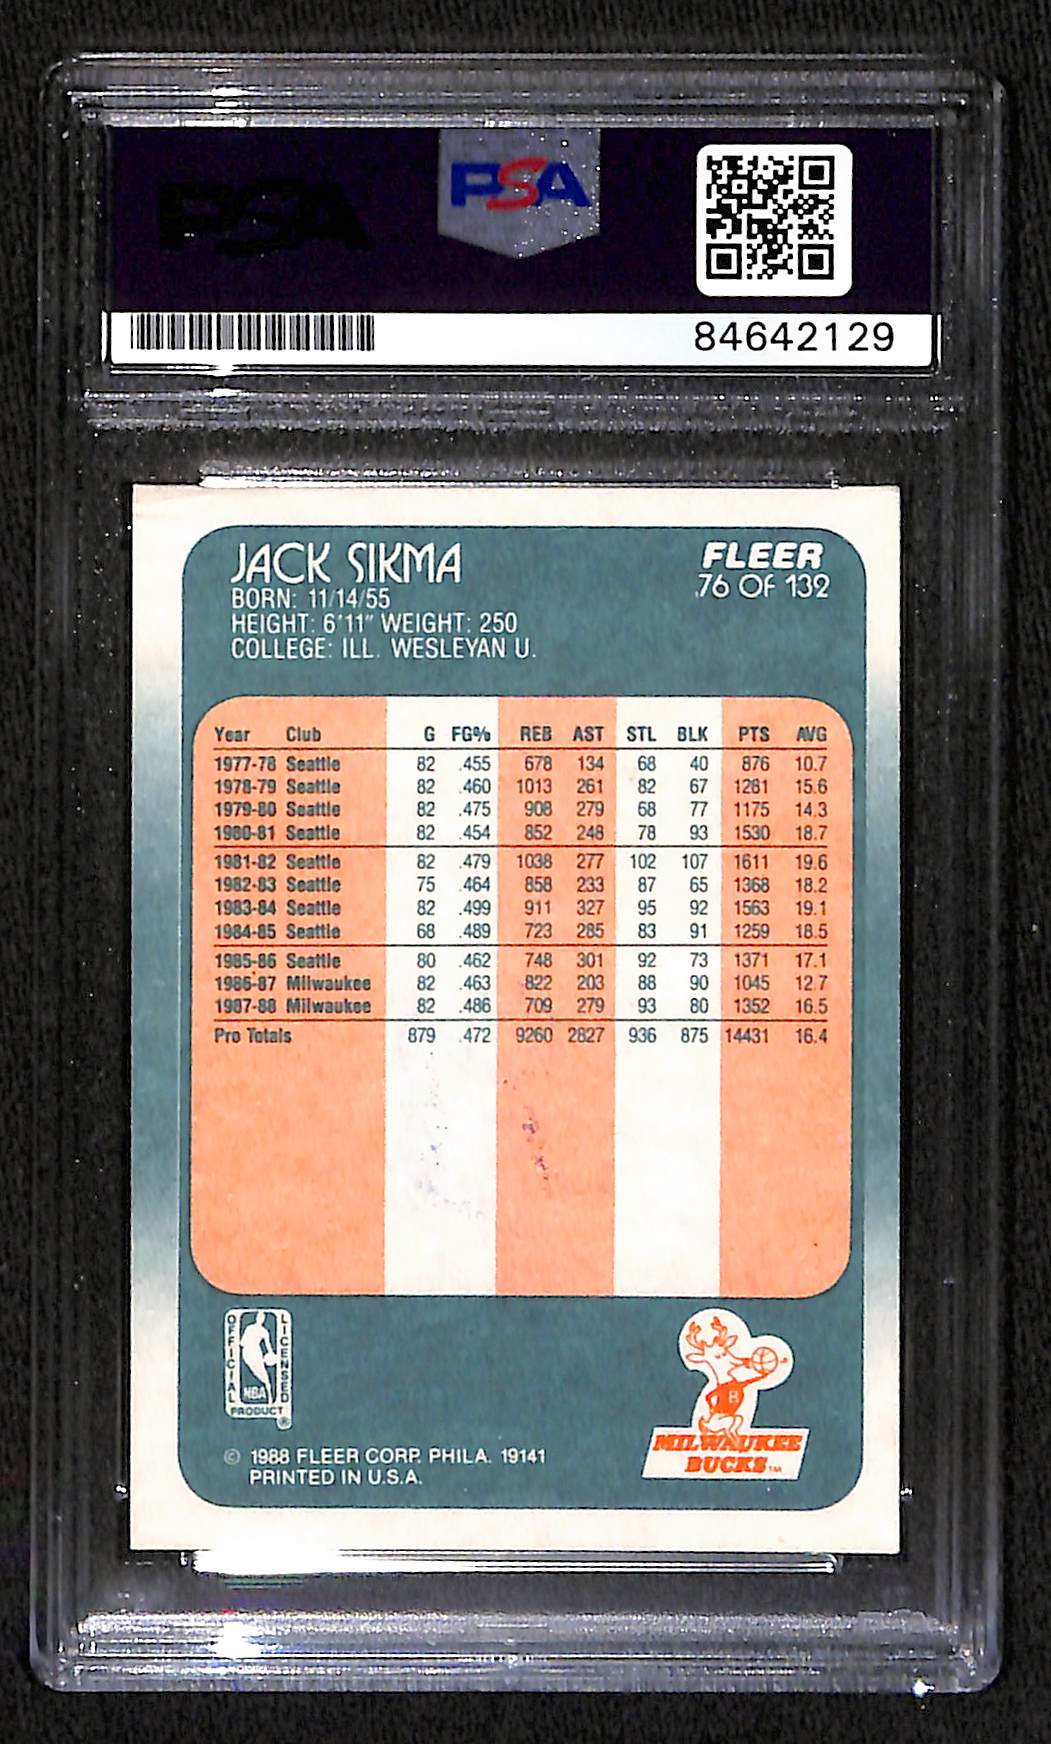 PSA
PSA
84642129
JACK SIKMA
FLEER
BORN: 11/14/55
76 OF 132
HEIGHT: 6'11" WEIGHT: 250
COLLEGE: ILL. WESLEYAN U.
Year Club G FG% REB AST STL BLK PTS AVG
1977-78 Seattle 82 .455 678 134 68 40 876 10.7
1978-79 Seattle 82 .460 1013 261 82 67 1281 15.6
1979-80 Seattle 82 .475 908 279 68 77 1175 14.3
1980-81 Seattle 82 .454 852 248 78 93 1530 18.7
1981-82 Seattle 82 .479 1038 277 102 107 1611 19.6
1982-83 Seattle 75 .464 858 233 87 65 1368 18.2
1983-84 Seattle 82 .499 911 327 95 92 1563 19.1
1984-85 Seattle 68 .489 723 285 83 91 1259 18.5
1985-86 Seattle 80 .462 748 301 92 73 1371 17.1
1986-87 Milwaukee 82 .463 822 203 88 90 1045 12.7
1987-88 Milwaukee 82 .486 709 279 93 80 1352 16.5
Pro Totals 879 .472 9260 2827 936 875 14431 16.4
OFFICIAL
LICENSED
NBA
PRODUCT
®
B
MILWAUKEE
BUCKS™
© 1988 FLEER CORP. PHILA. 19141
PRINTED IN U.S.A.